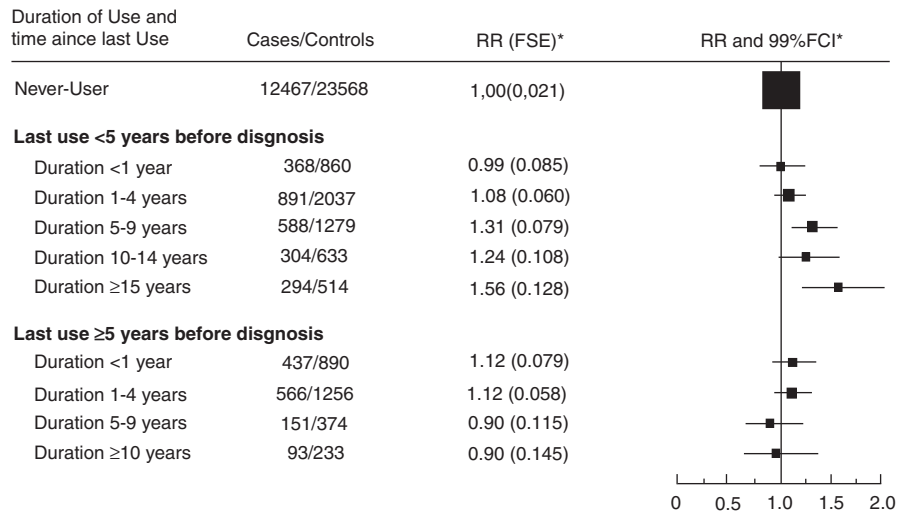 Duration of Use and
time aince last Use Cases/Controls RR (FSE)* RR and 99%FCI*
Never-User 12467/23568 1,00(0,021)
Last use <5 years before disgnosis
Duration <1 year 368/860 0.99 (0.085)
Duration 1-4 years 891/2037 1.08 (0.060)
Duration 5-9 years 588/1279 1.31 (0.079)
Duration 10-14 years 304/633 1.24 (0.108)
Duration ≥15 years 294/514 1.56 (0.128)
Last use ≥5 years before disgnosis
Duration <1 year 437/890 1.12 (0.079)
Duration 1-4 years 566/1256 1.12 (0.058)
Duration 5-9 years 151/374 0.90 (0.115)
Duration ≥10 years 93/233 0.90 (0.145)
0 0.5 1.0 1.5 2.0